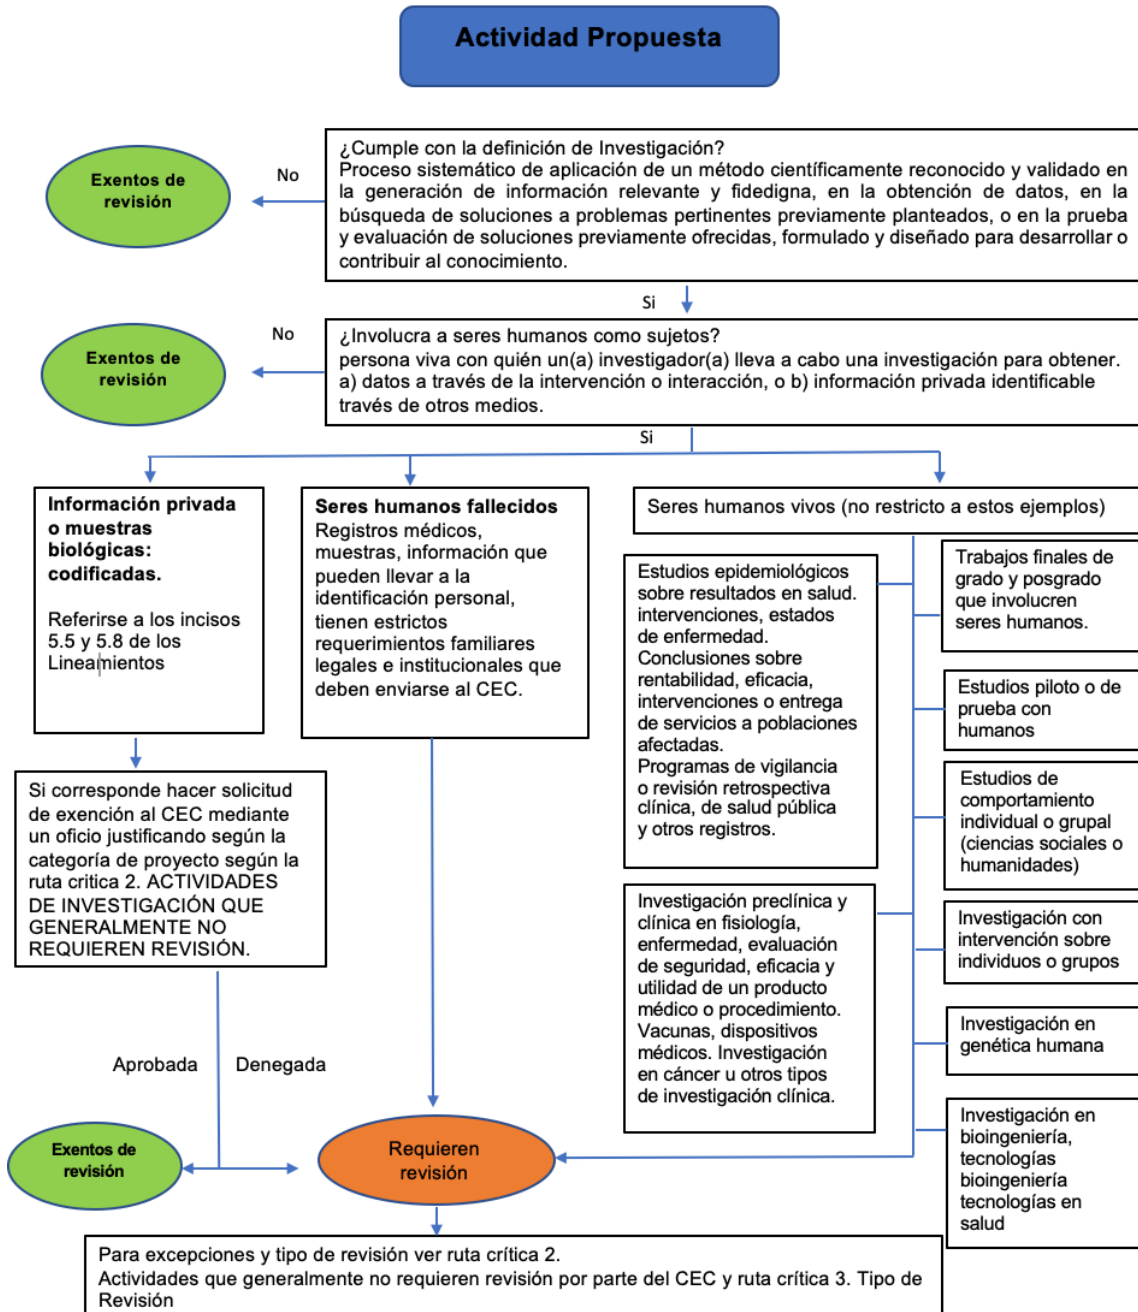 Actividad Propuesta
¿Cumple con la definición de Investigación?
Proceso sistemático de aplicación de un método científicamente reconocido y validado en
la generación de información relevante y fidedigna, en la obtención de datos, en la
búsqueda de soluciones a problemas pertinentes previamente planteados, o en la prueba
y evaluación de soluciones previamente ofrecidas, formulado y diseñado para desarrollar o
contribuir al conocimiento.
No
Exentos de
revisión
Si
¿Involucra a seres humanos como sujetos?
persona viva con quién un(a) investigador(a) lleva a cabo una investigación para obtener.
a) datos a través de la intervención o interacción, o b) información privada identificable
través de otros medios.
No
Exentos de
revisión
Si
Información privada
o muestras
biológicas:
codificadas.
Referirse a los incisos
5.5 y 5.8 de los
Lineamientos
Seres humanos fallecidos
Registros médicos,
muestras, información que
pueden llevar a la
identificación personal,
tienen estrictos
requerimientos familiares
legales e institucionales que
deben enviarse al CEC.
Seres humanos vivos (no restricto a estos ejemplos)
Estudios epidemiológicos
sobre resultados en salud.
intervenciones, estados
de enfermedad.
Conclusiones sobre
rentabilidad, eficacia,
intervenciones o entrega
de servicios a poblaciones
afectadas.
Programas de vigilancia
o revisión retrospectiva
clínica, de salud pública
y otros registros.
Investigación preclínica y
clínica en fisiología,
enfermedad, evaluación
de seguridad, eficacia y
utilidad de un producto
médico o procedimiento.
Vacunas, dispositivos
médicos. Investigación
en cáncer u otros tipos
de investigación clínica.
Trabajos finales de
grado y posgrado
que involucren
seres humanos.
Estudios piloto o de
prueba con
humanos
Estudios de
comportamiento
individual o grupal
(ciencias sociales o
humanidades)
Investigación con
intervención sobre
individuos o grupos
Investigación en
genética humana
Investigación en
bioingeniería,
tecnologías
bioingeniería
tecnologías en
salud
Si corresponde hacer solicitud
de exención al CEC mediante
un oficio justificando según la
categoría de proyecto según la
ruta critica 2. ACTIVIDADES
DE INVESTIGACIÓN QUE
GENERALMENTE NO
REQUIEREN REVISIÓN.
Aprobada
Denegada
Exentos de
revisión
Requieren
revisión
Para excepciones y tipo de revisión ver ruta crítica 2.
Actividades que generalmente no requieren revisión por parte del CEC y ruta crítica 3. Tipo de
Revisión